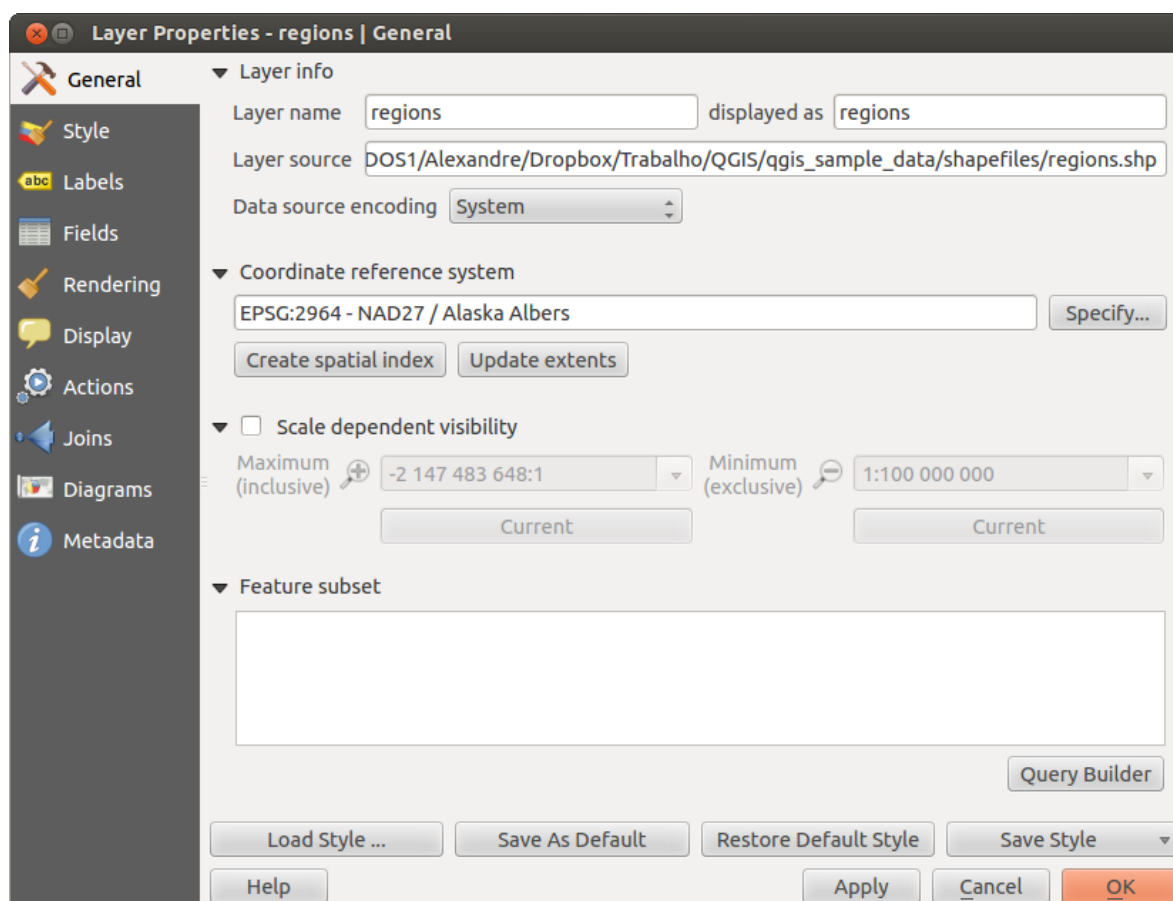 Layer Properties - regions | General
General
Style
Labels
Fields
Rendering
Display
Actions
Joins
Diagrams
Metadata
abc
Layer info
Layer name regions displayed as regions
Layer source DOS1/Alexandre/Dropbox/Trabalho/QGIS/qgis_sample_data/shapefiles/regions.shp
Data source encoding System
Coordinate reference system
EPSG:2964 - NAD27 / Alaska Albers Specify...
Create spatial index Update extents
Scale dependent visibility
Maximum (inclusive) -2 147 483 648:1 Minimum (exclusive) 1:100 000 000
Current Current
Feature subset
Query Builder
Load Style ... Save As Default Restore Default Style Save Style
Help Apply Cancel OK